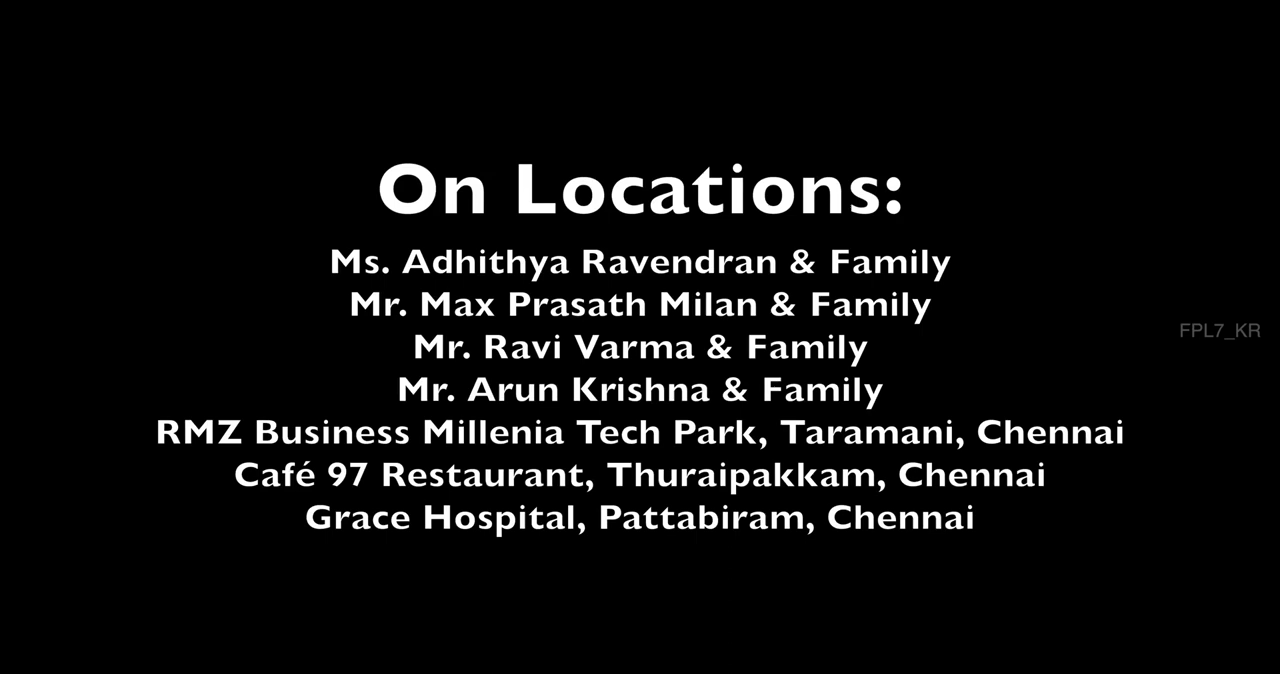 On Locations:
Ms. Adhithya Ravendran & Family
Mr. Max Prasath Milan & Family
Mr. Ravi Varma & Family
Mr. Arun Krishna & Family
RMZ Business Millenia Tech Park, Taramani, Chennai
Café 97 Restaurant, Thuraipakkam, Chennai
Grace Hospital, Pattabiram, Chennai
FPL7_KR